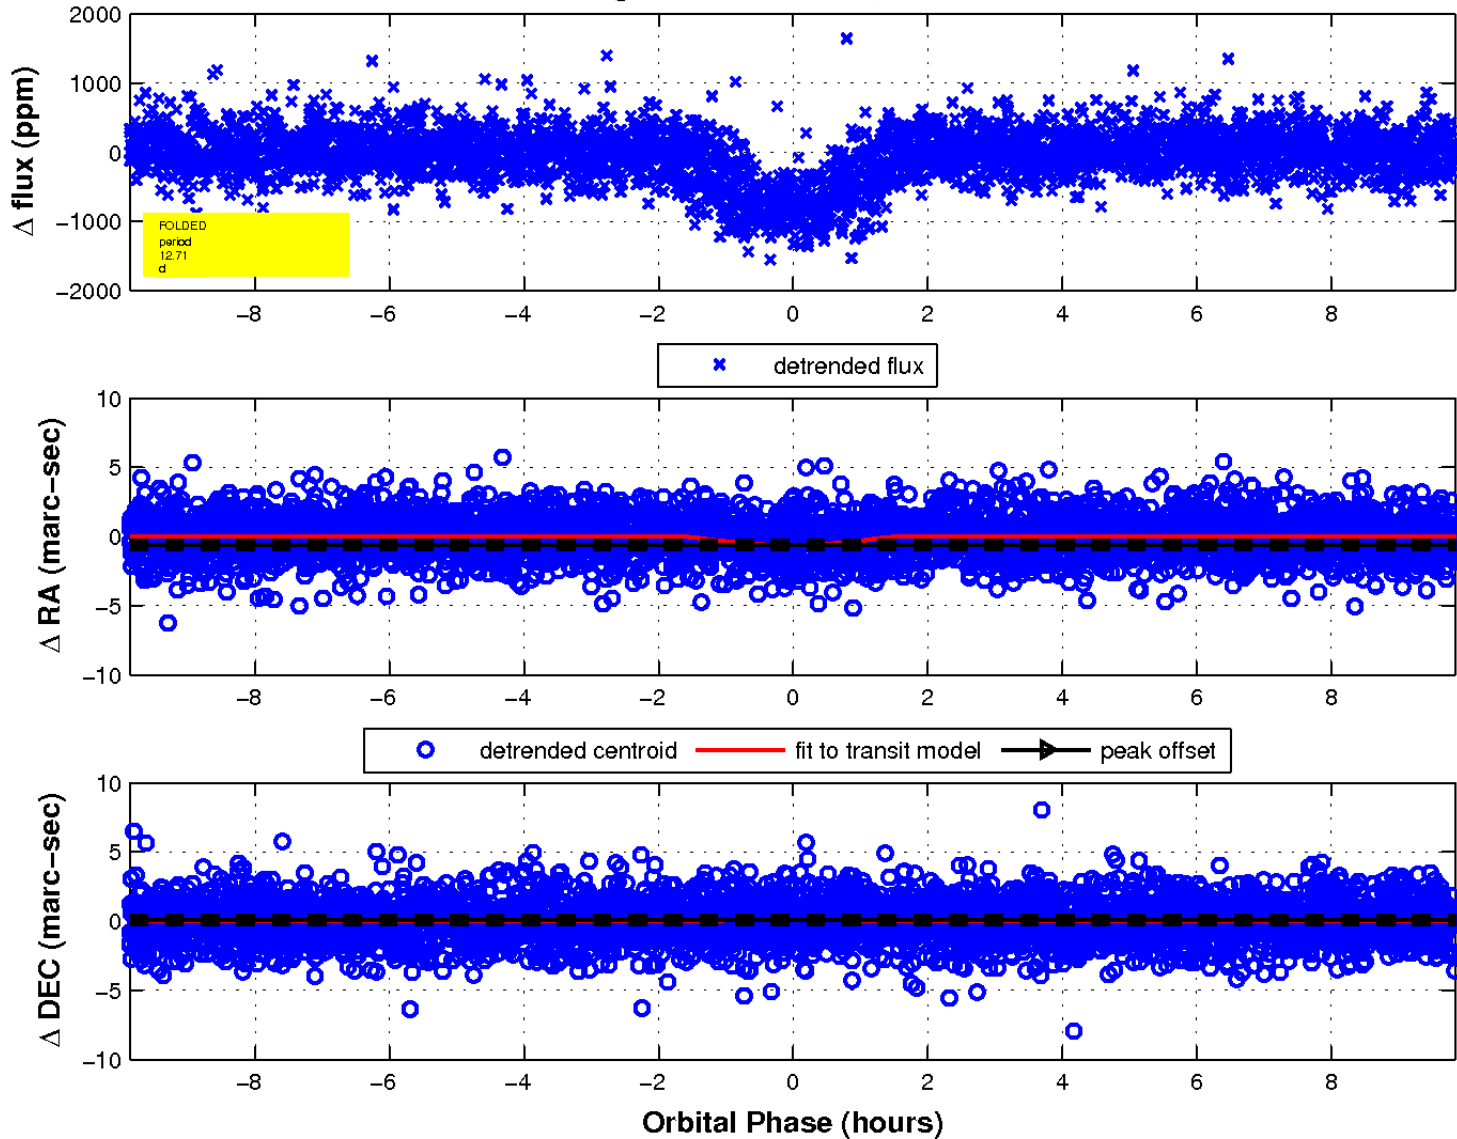 2000
1000
0
−1000
−2000
Δ flux (ppm)
FOLDED
period
12.71
d
−8 −6 −4 −2 0 2 4 6 8
detrended flux
10
5
0
−5
−10
Δ RA (marc−sec)
−8 −6 −4 −2 0 2 4 6 8
detrended centroid fit to transit model peak offset
10
5
0
−5
−10
Δ DEC (marc−sec)
−8 −6 −4 −2 0 2 4 6 8
Orbital Phase (hours)